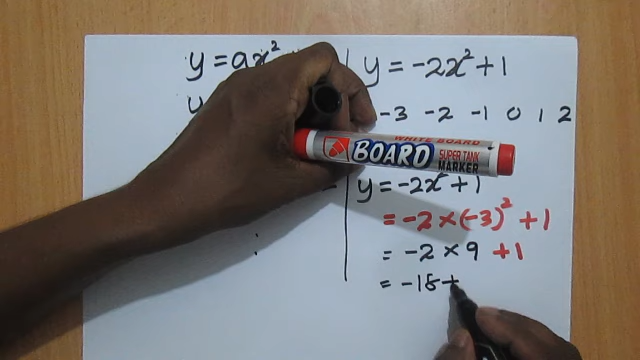 y = ax²
y = -2x² + 1
-3 -2 -1 0 1 2
WHITE BOARD
BOARD
SUPER TANK
MARKER
y = -2x² + 1
= -2 × (-3)² + 1
= -2 × 9 + 1
= -18 +